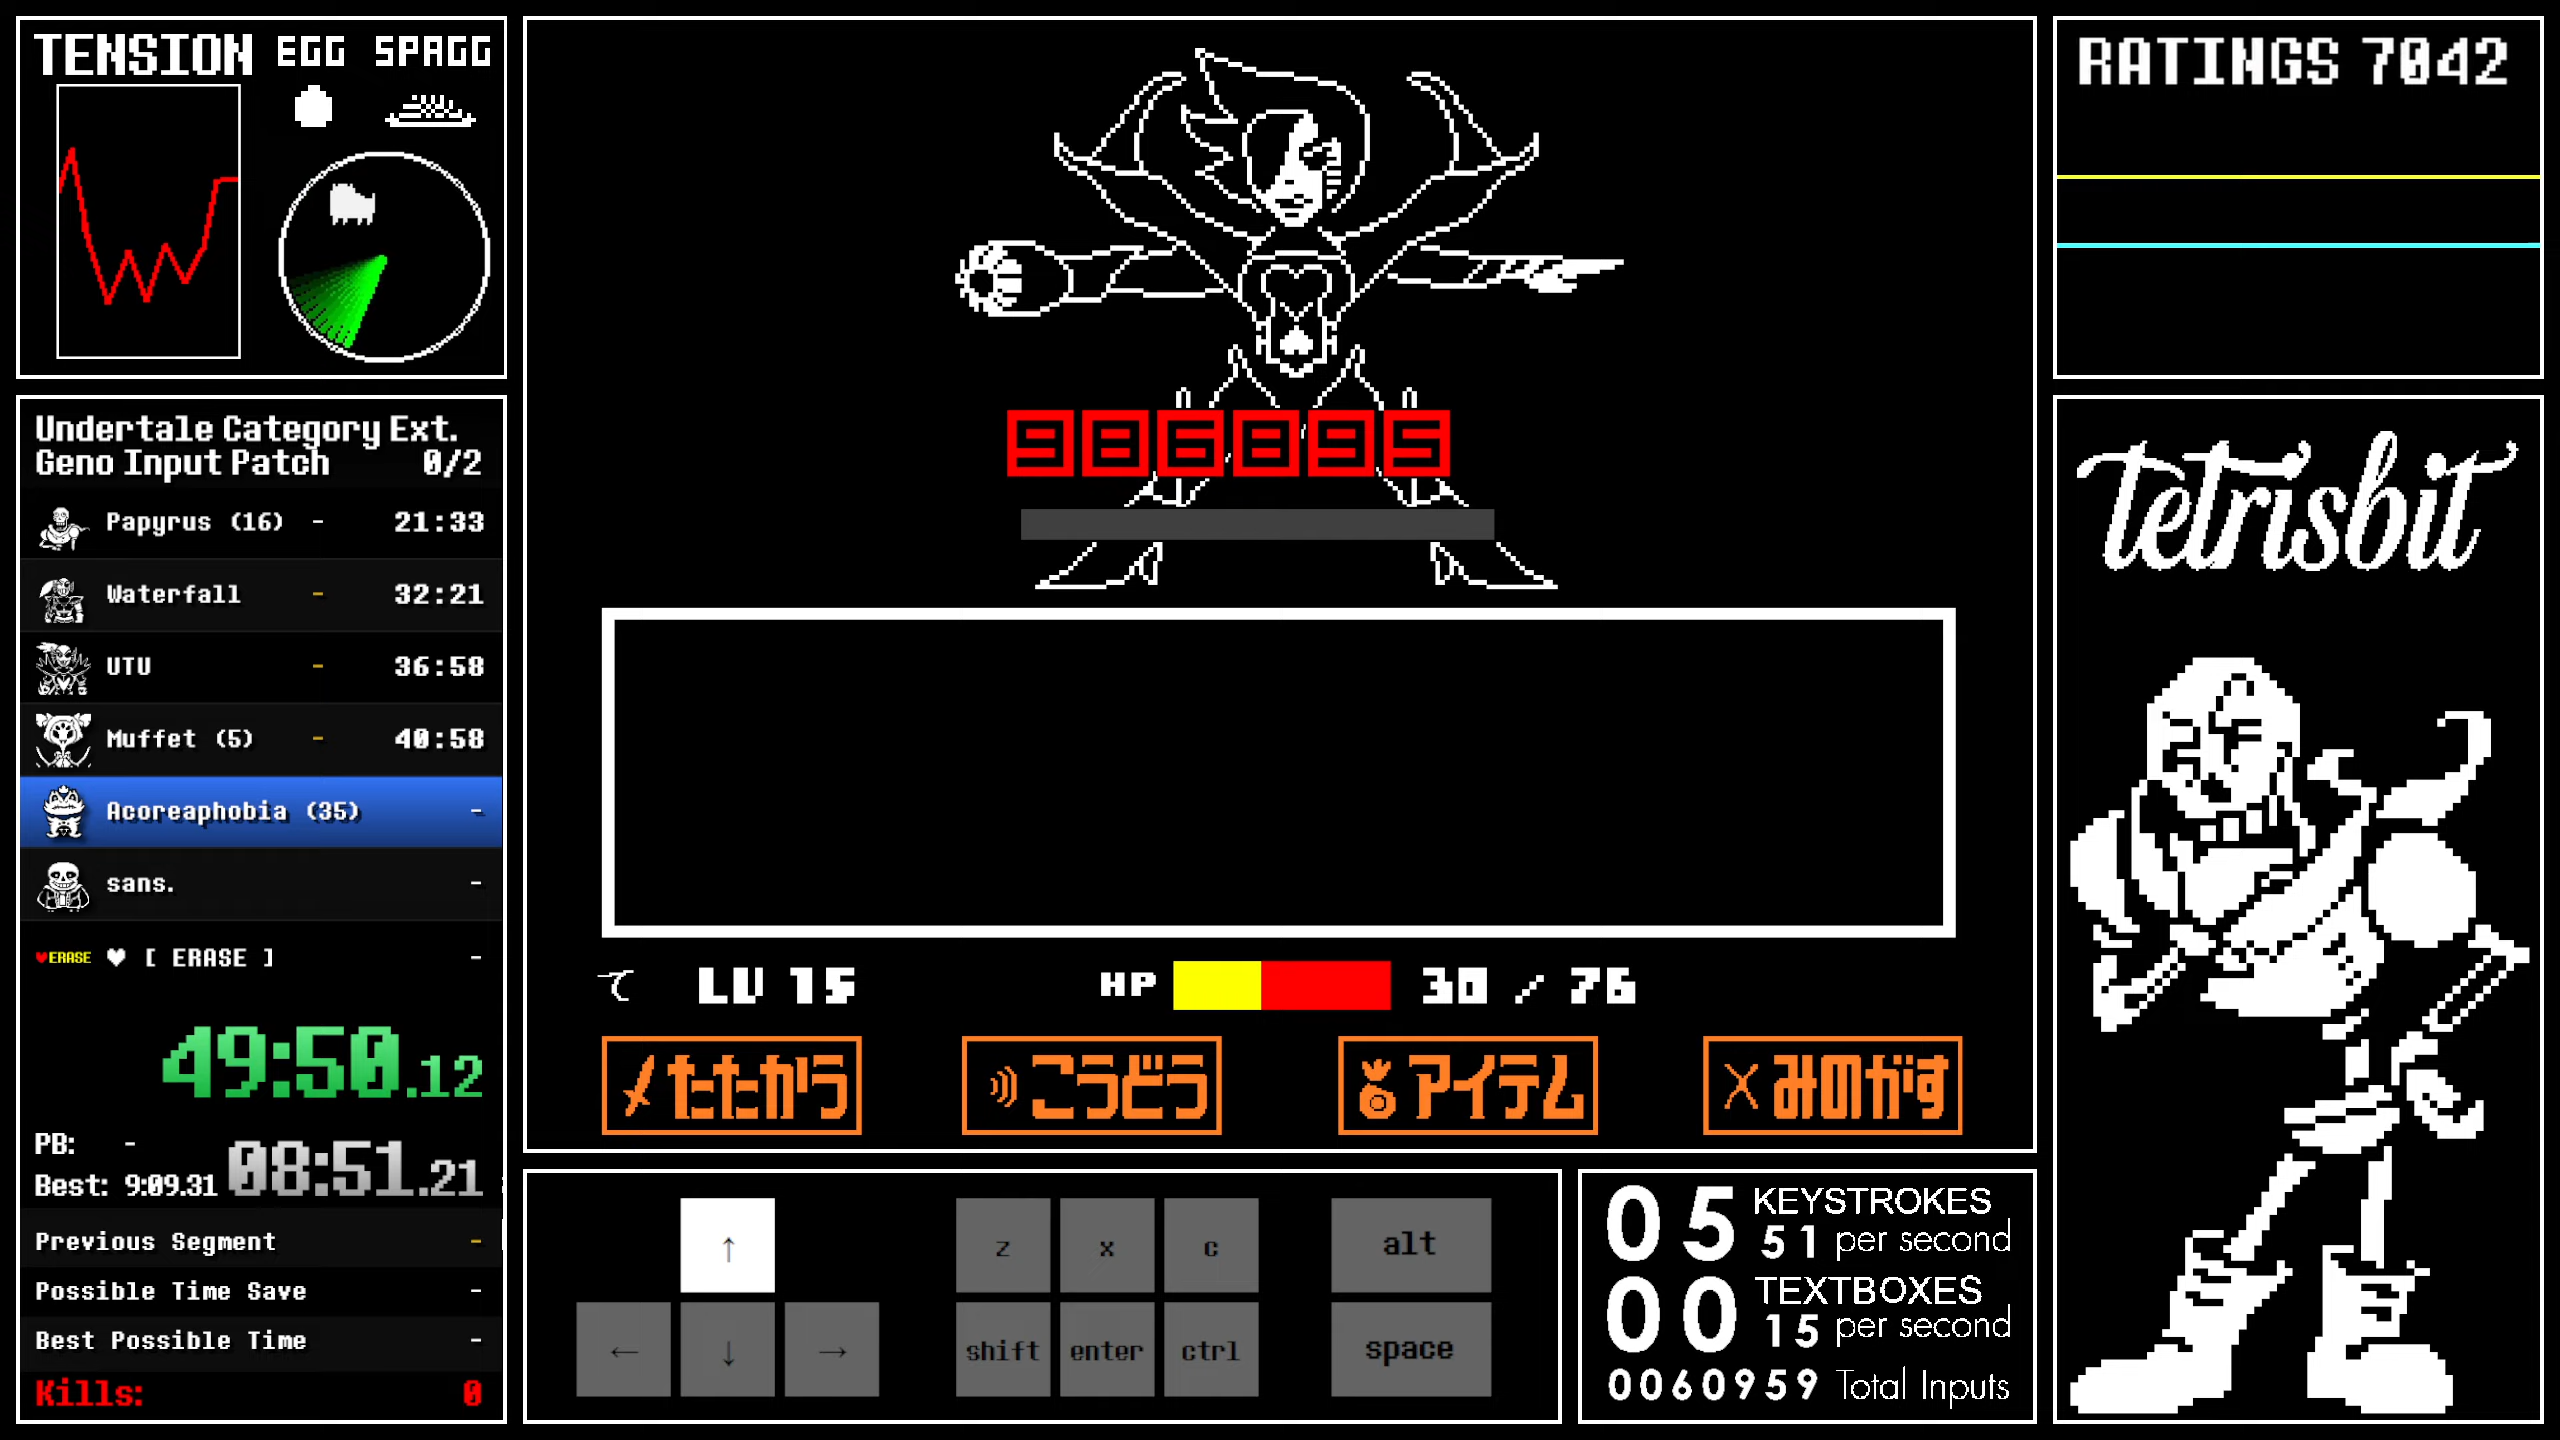 TENSION EGG SPAGG
Undertale Category Ext.
Geno Input Patch 0/2
Papyrus (16) - 21:33
Waterfall - 32:21
UTU - 36:58
Muffet (5) - 40:58
Acoreaphobia (35) -
sans. -
ERASE [ ERASE ] -
49:50.12
PB: -
Best: 9:09.31 08:51.21
Previous Segment -
Possible Time Save -
Best Possible Time -
Kills: 0
986895
て LV 15 HP 30 / 76
たたかう こうどう アイテム みのがす
↑ z x c alt
← ↓ → shift enter ctrl space
05 KEYSTROKES
51 per second
00 TEXTBOXES
15 per second
0060959 Total Inputs
RATINGS 7042
tetrisbit